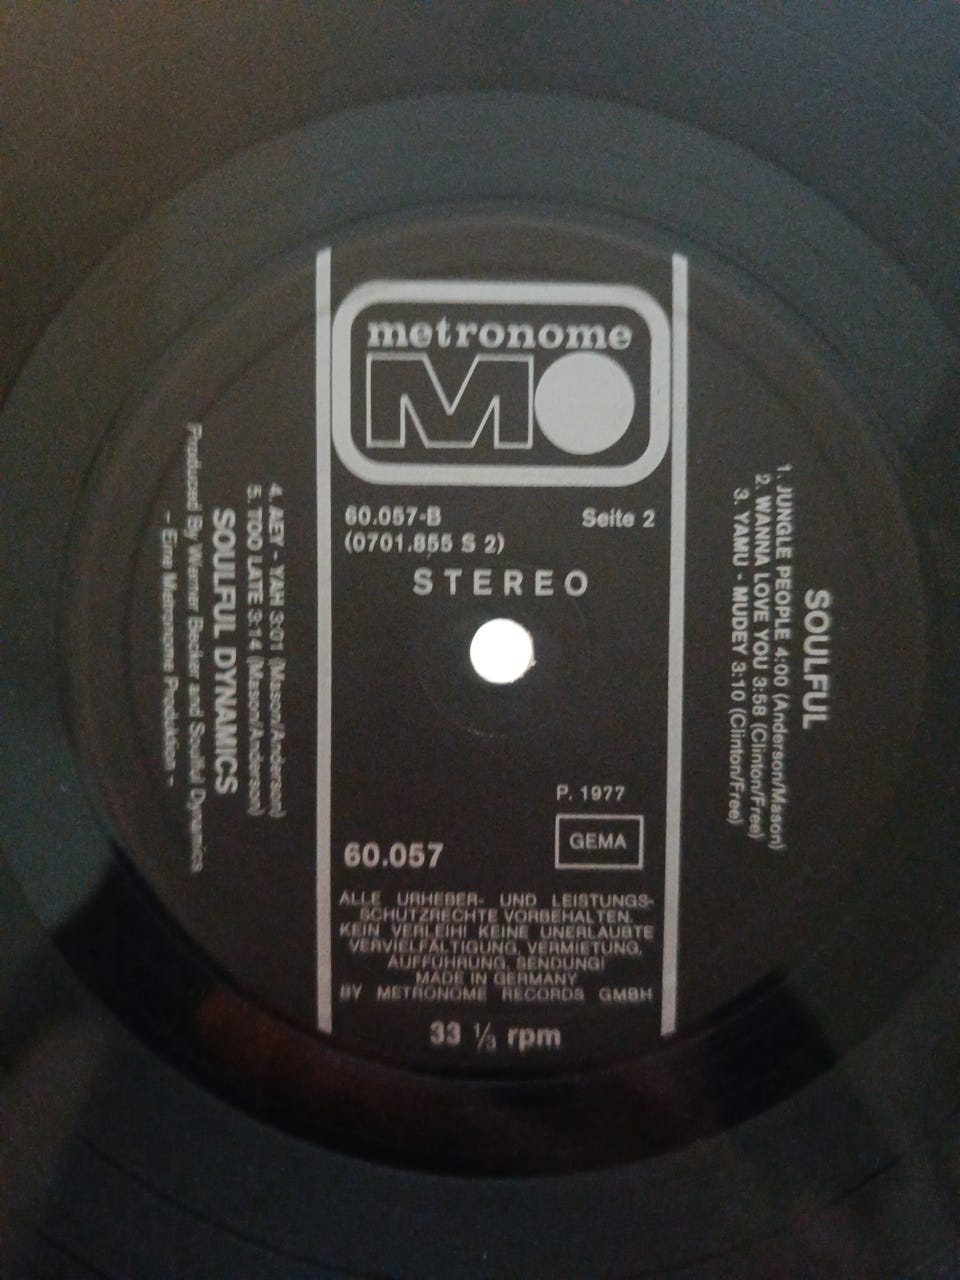 metronome
M
60.057-B Seite 2
(0701.855 S 2)
STEREO
P. 1977
GEMA
60.057
ALLE URHEBER- UND LEISTUNGS-
SCHUTZRECHTE VORBEHALTEN.
KEIN VERLEIH! KEINE UNERLAUBTE
VERVIELFÄLTIGUNG, VERMIETUNG,
AUFFÜHRUNG, SENDUNG!
MADE IN GERMANY
BY METRONOME RECORDS GMBH
33 ⅓ rpm
SOULFUL
1. JUNGLE PEOPLE 4:00 (Anderson/Mason)
2. WANNA LOVE YOU 3:58 (Clinton/Free)
3. YAMU - MUDEY 3:10 (Clinton/Free)
4. AEY - YAH 3:01 (Mason/Anderson)
5. TOO LATE 3:14 (Mason/Anderson)
SOULFUL DYNAMICS
Produced By Werner Becker and Soulful Dynamics
- Eine Metronome Produktion -